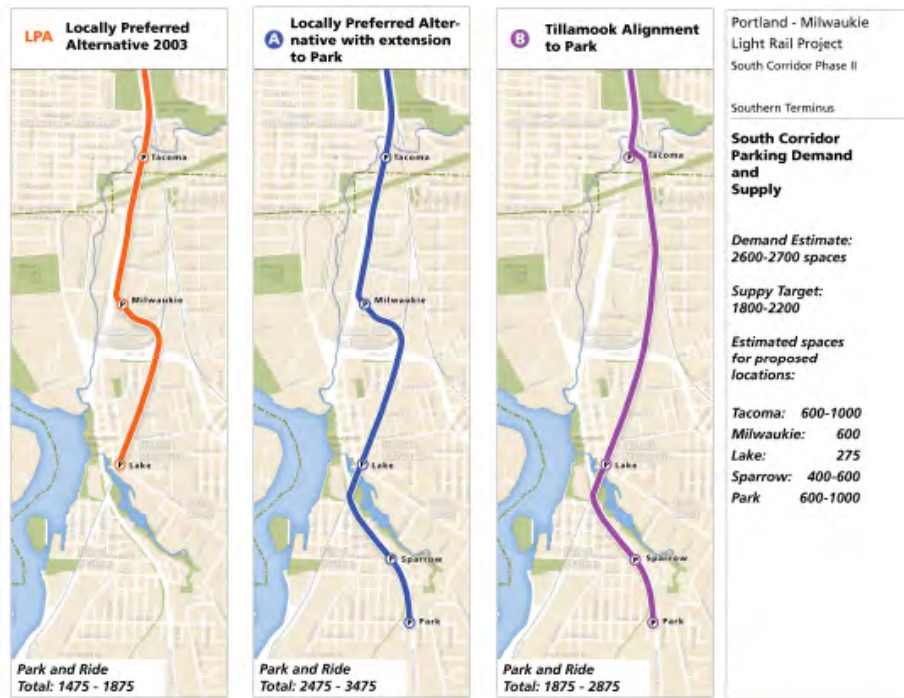 LPA
Locally Preferred
Alternative 2003
Tacoma
Milwaukie
Lake
Park and Ride
Total: 1475 - 1875
A
Locally Preferred Alter-
native with extension
to Park
Tacoma
Milwaukie
Lake
Sparrow
Park
Park and Ride
Total: 2475 - 3475
B
Tillamook Alignment
to Park
Tacoma
Lake
Sparrow
Park
Park and Ride
Total: 1875 - 2875
Portland - Milwaukie
Light Rail Project
South Corridor Phase II
Southern Terminus
South Corridor
Parking Demand
and
Supply
Demand Estimate:
2600-2700 spaces
Suppy Target:
1800-2200
Estimated spaces
for proposed
locations:
Tacoma: 600-1000
Milwaukie: 600
Lake: 275
Sparrow: 400-600
Park 600-1000